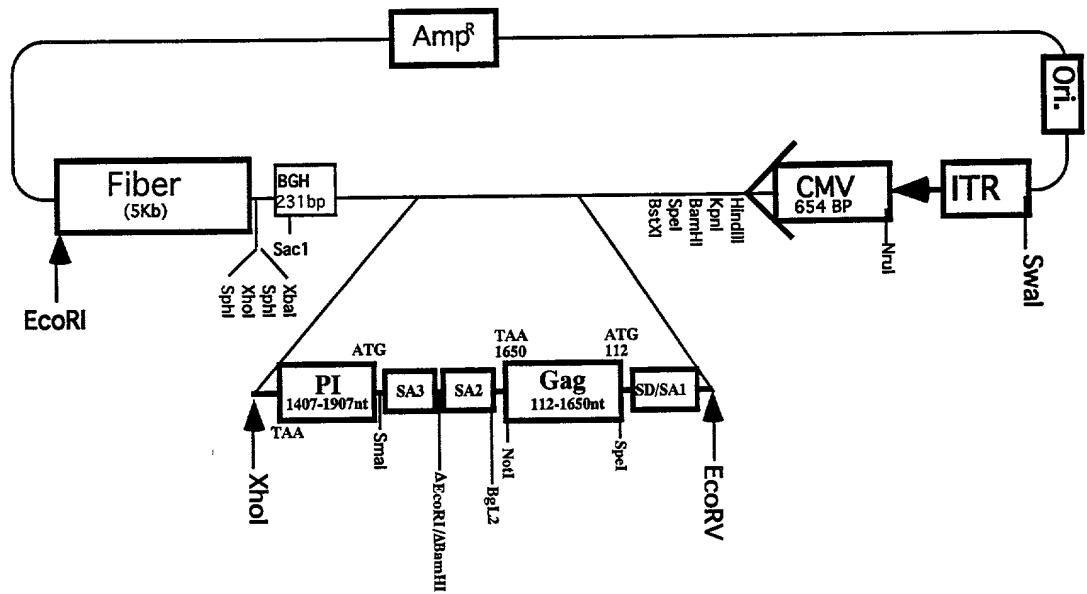 Amp^R
Ori.
Fiber
(5Kb)
BGH
231bp
CMV
654 BP
ITR
Sac1
SphI
XhoI
SphI
XbaI
BstXI
SpeI
BamHI
KpnI
HindIII
NruI
SwaI
EcoRI
ATG
TAA
1650
ATG
112
PI
1407-1907nt
SA3
SA2
Gag
112-1650nt
SD/SA1
TAA
SmaI
NotI
SpeI
XhoI
ΔEcoRI/ΔBamHI
BgL2
EcoRV